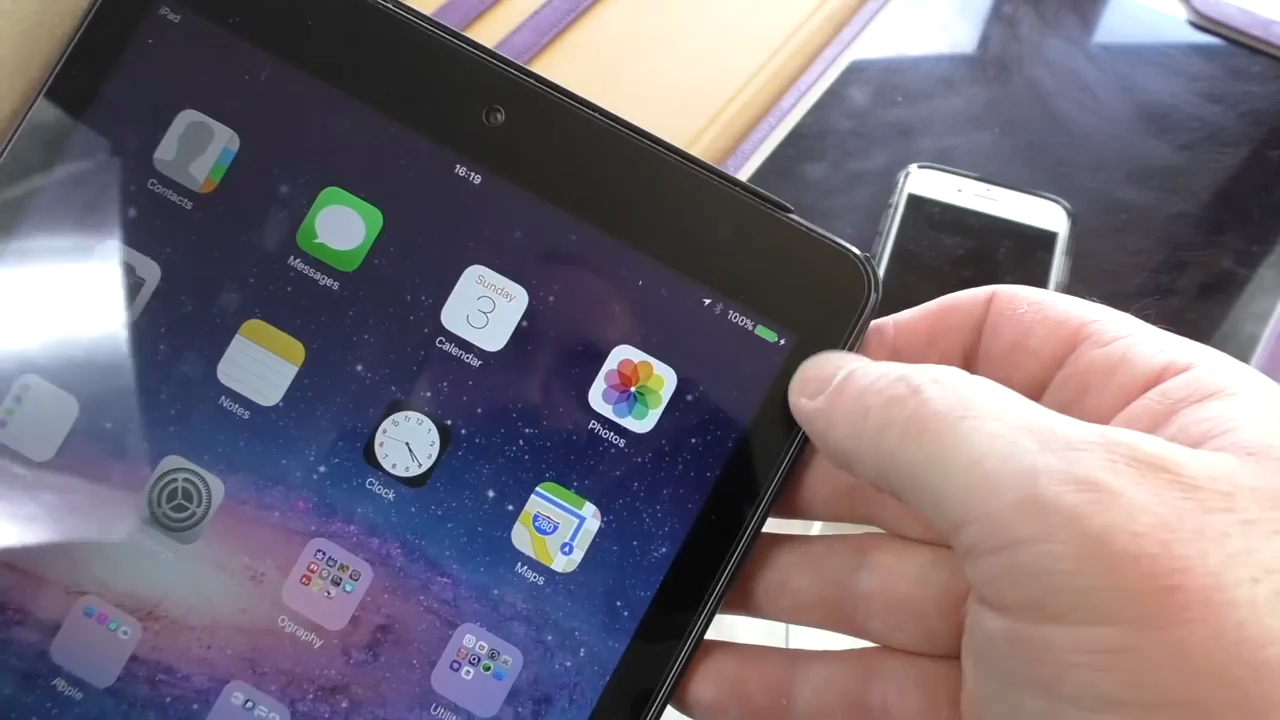 iPad
16:19
100%
Contacts
Messages
Sunday
3
Calendar
Photos
Notes
Clock
280
Maps
Ography
Apple